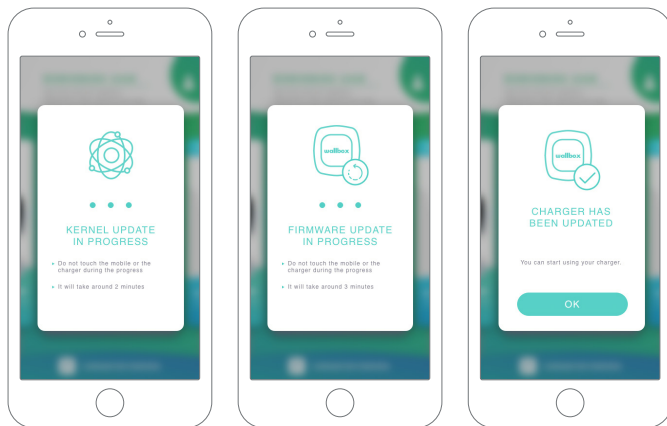 wallbox
wallbox
KERNEL UPDATE
IN PROGRESS
Do not touch the mobile or the
charger during the progress
It will take around 2 minutes
FIRMWARE UPDATE
IN PROGRESS
Do not touch the mobile or the
charger during the progress
It will take around 3 minutes
CHARGER HAS
BEEN UPDATED
You can start using your charger.
OK